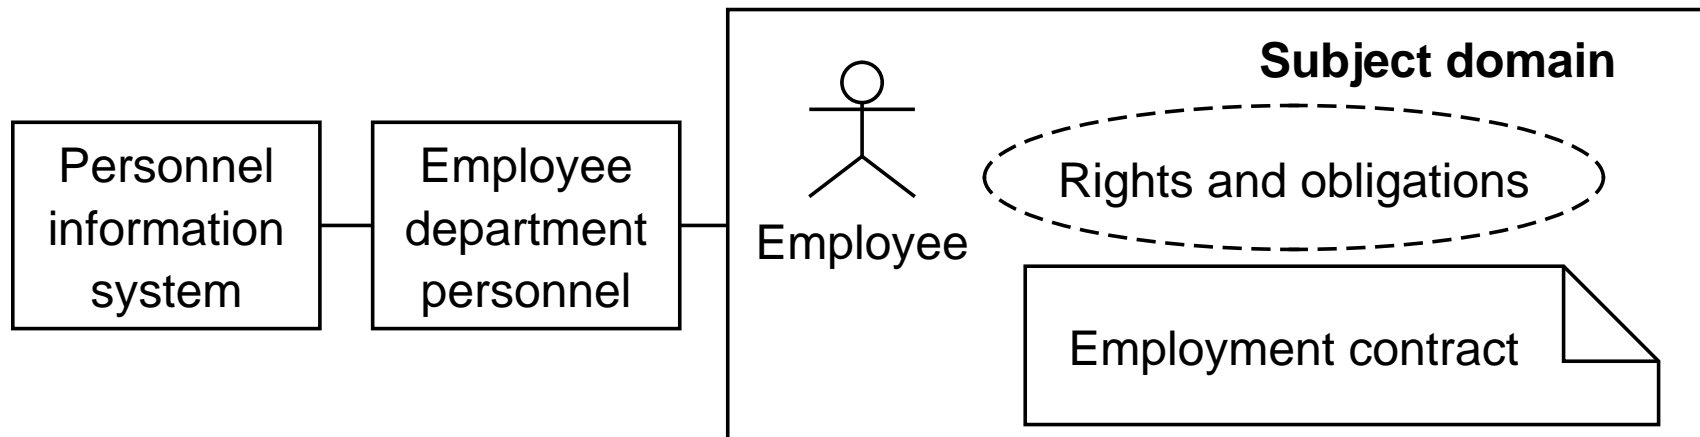 Personnel
information
system
Employee
department
personnel
Employee
Subject domain
Rights and obligations
Employment contract